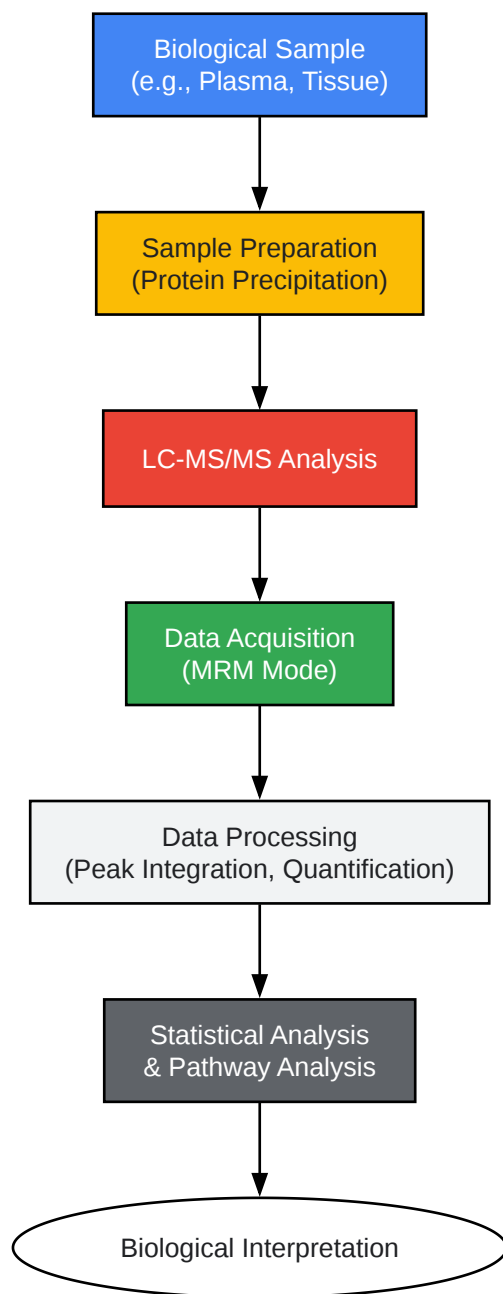 Biological Sample
(e.g., Plasma, Tissue)
Sample Preparation
(Protein Precipitation)
LC-MS/MS Analysis
Data Acquisition
(MRM Mode)
Data Processing
(Peak Integration, Quantification)
Statistical Analysis
& Pathway Analysis
Biological Interpretation